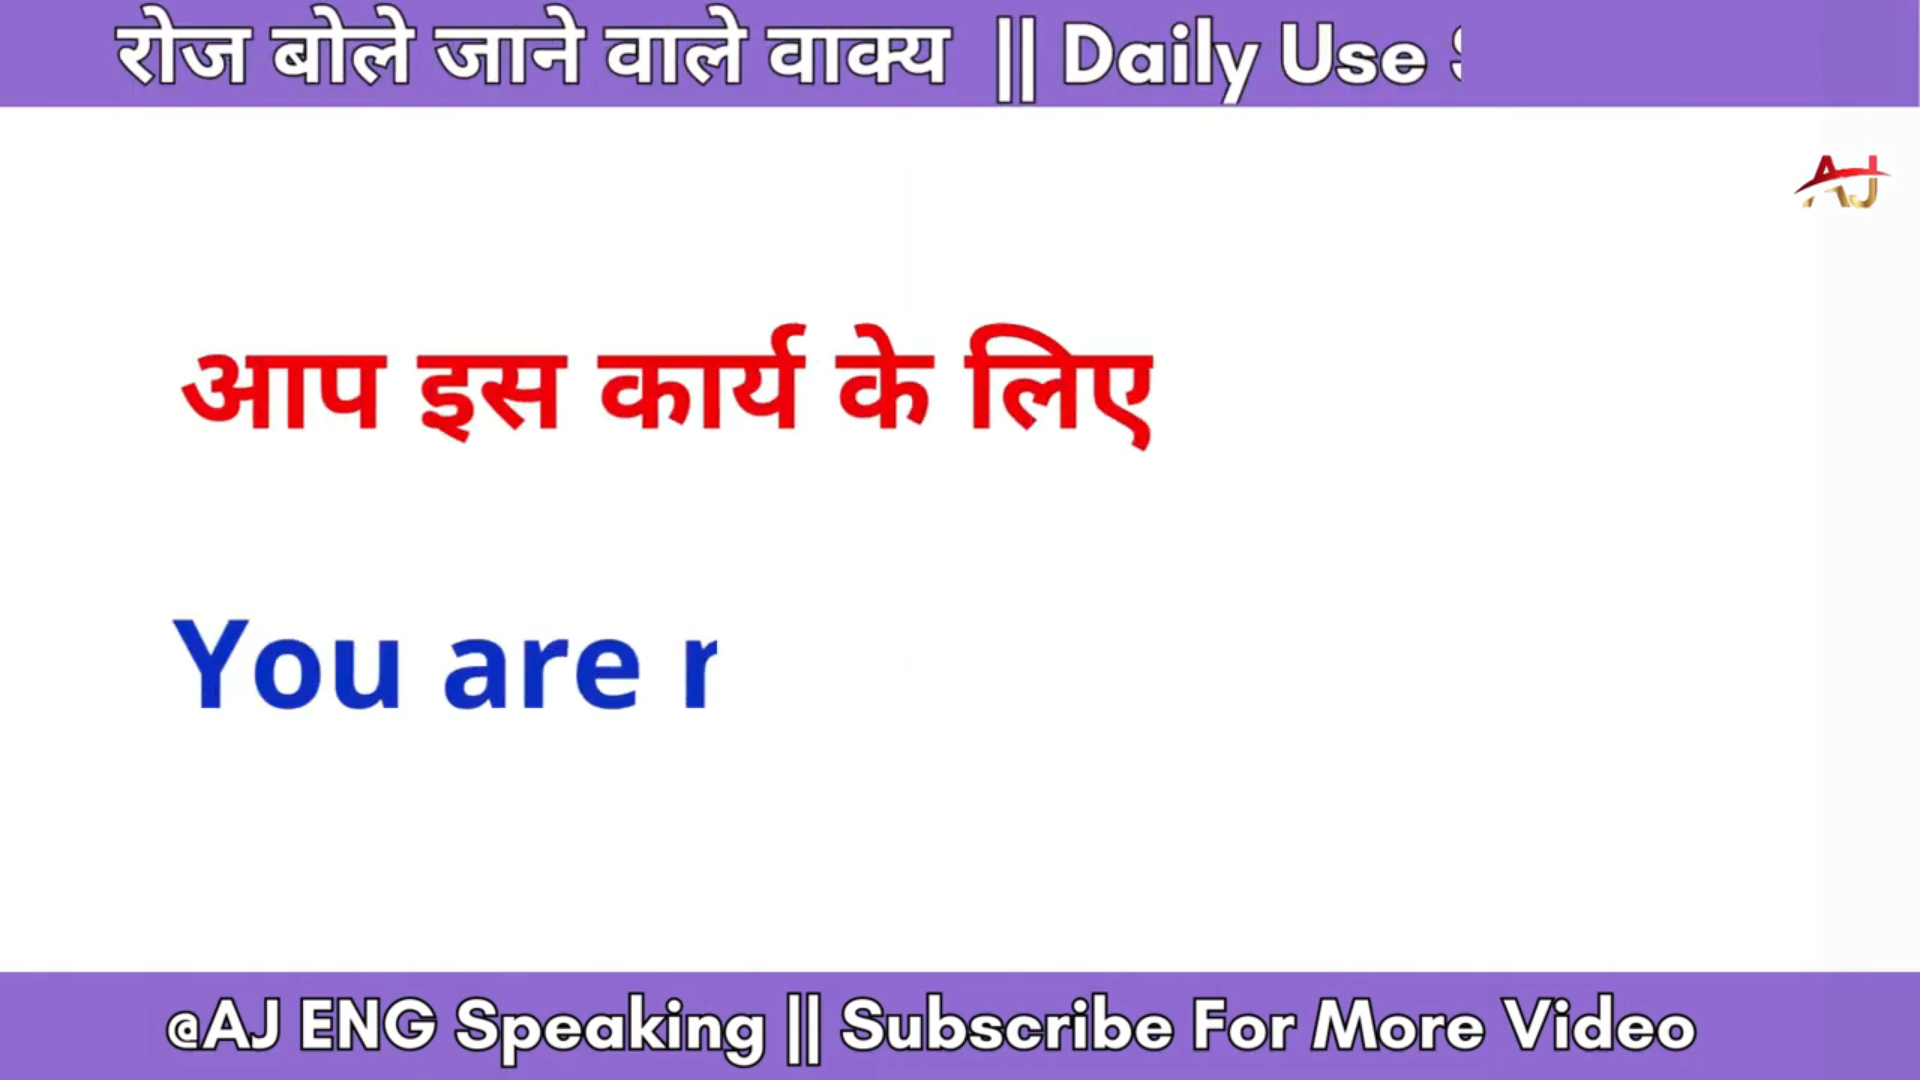 रोज बोले जाने वाले वाक्य || Daily Use
AJ
आप इस कार्य के लिए
You are
@AJ ENG Speaking || Subscribe For More Video